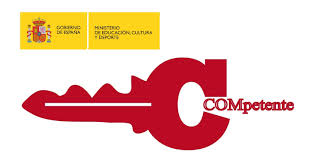 GOBIERNO
DE ESPAÑA
MINISTERIO
DE EDUCACIÓN, CULTURA
Y DEPORTE
COMpetente